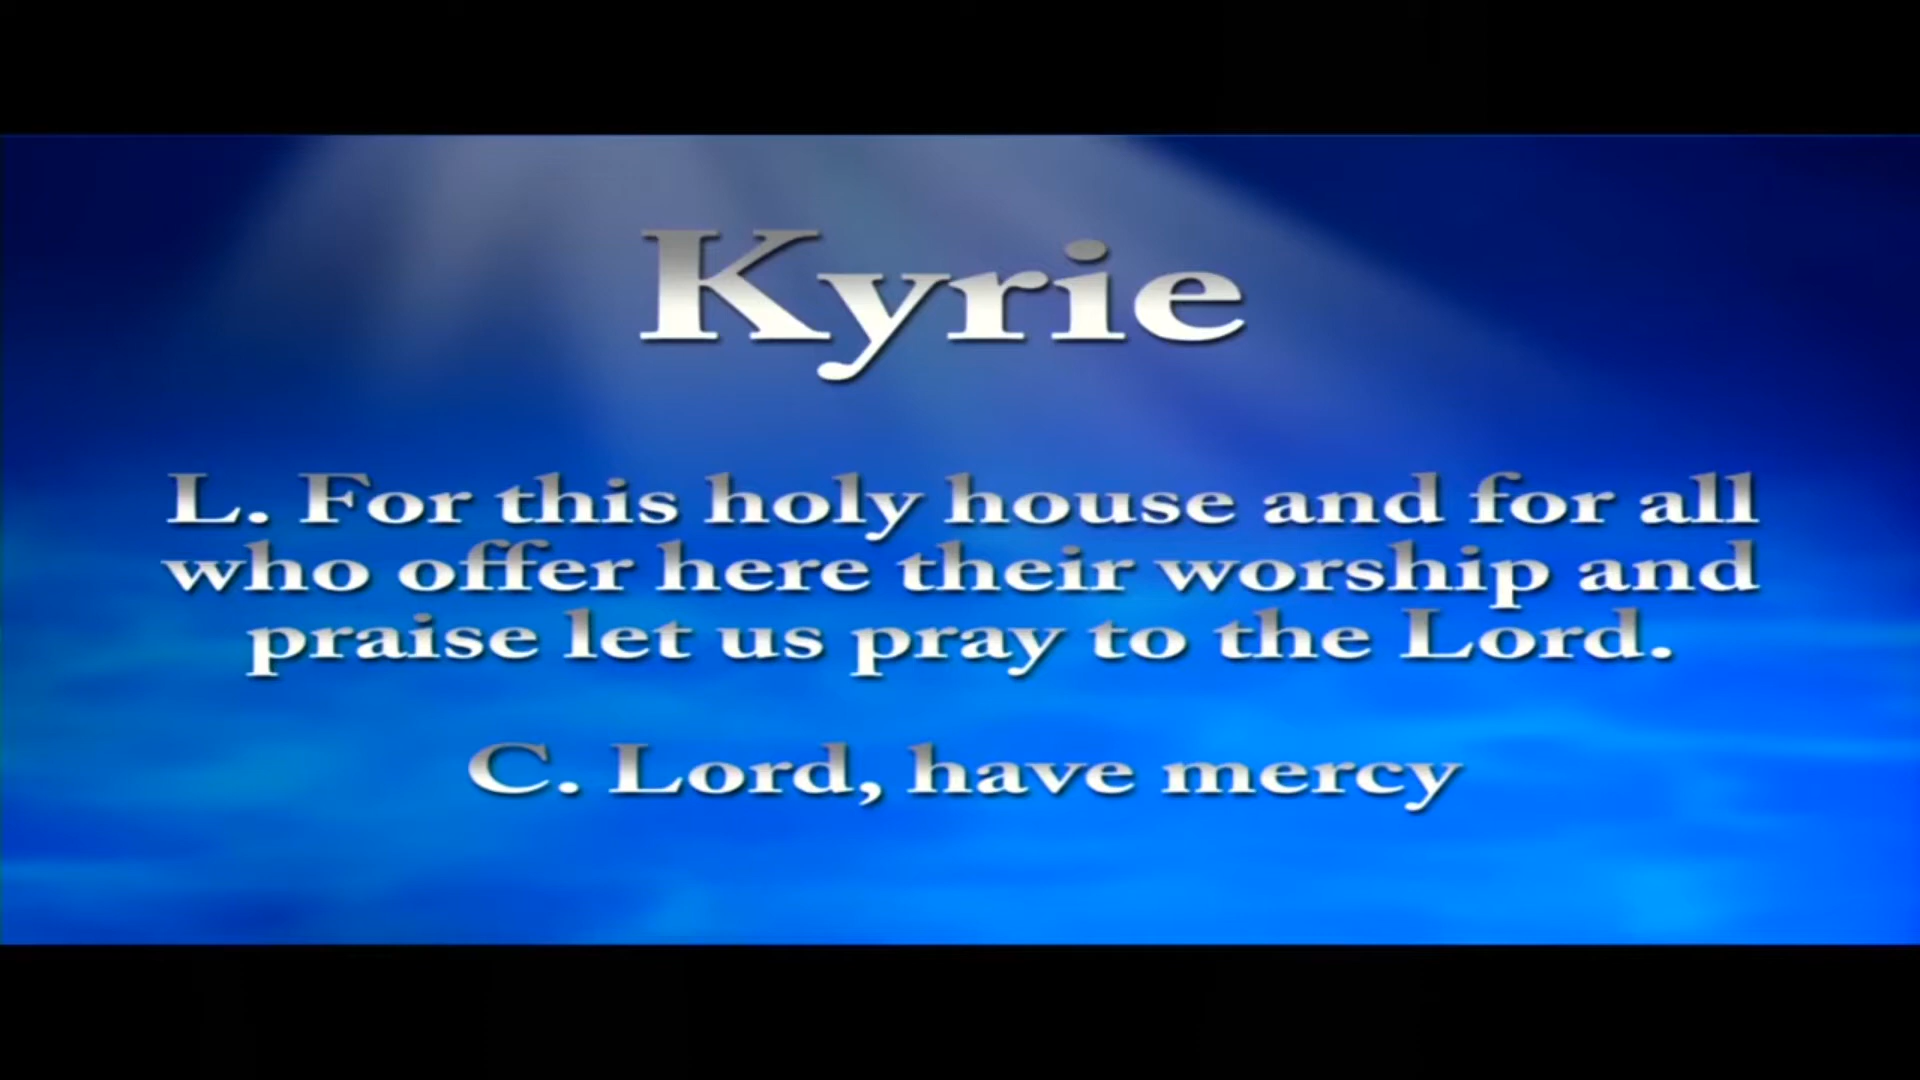 Kyrie
L. For this holy house and for all
who offer here their worship and
praise let us pray to the Lord.
C. Lord, have mercy